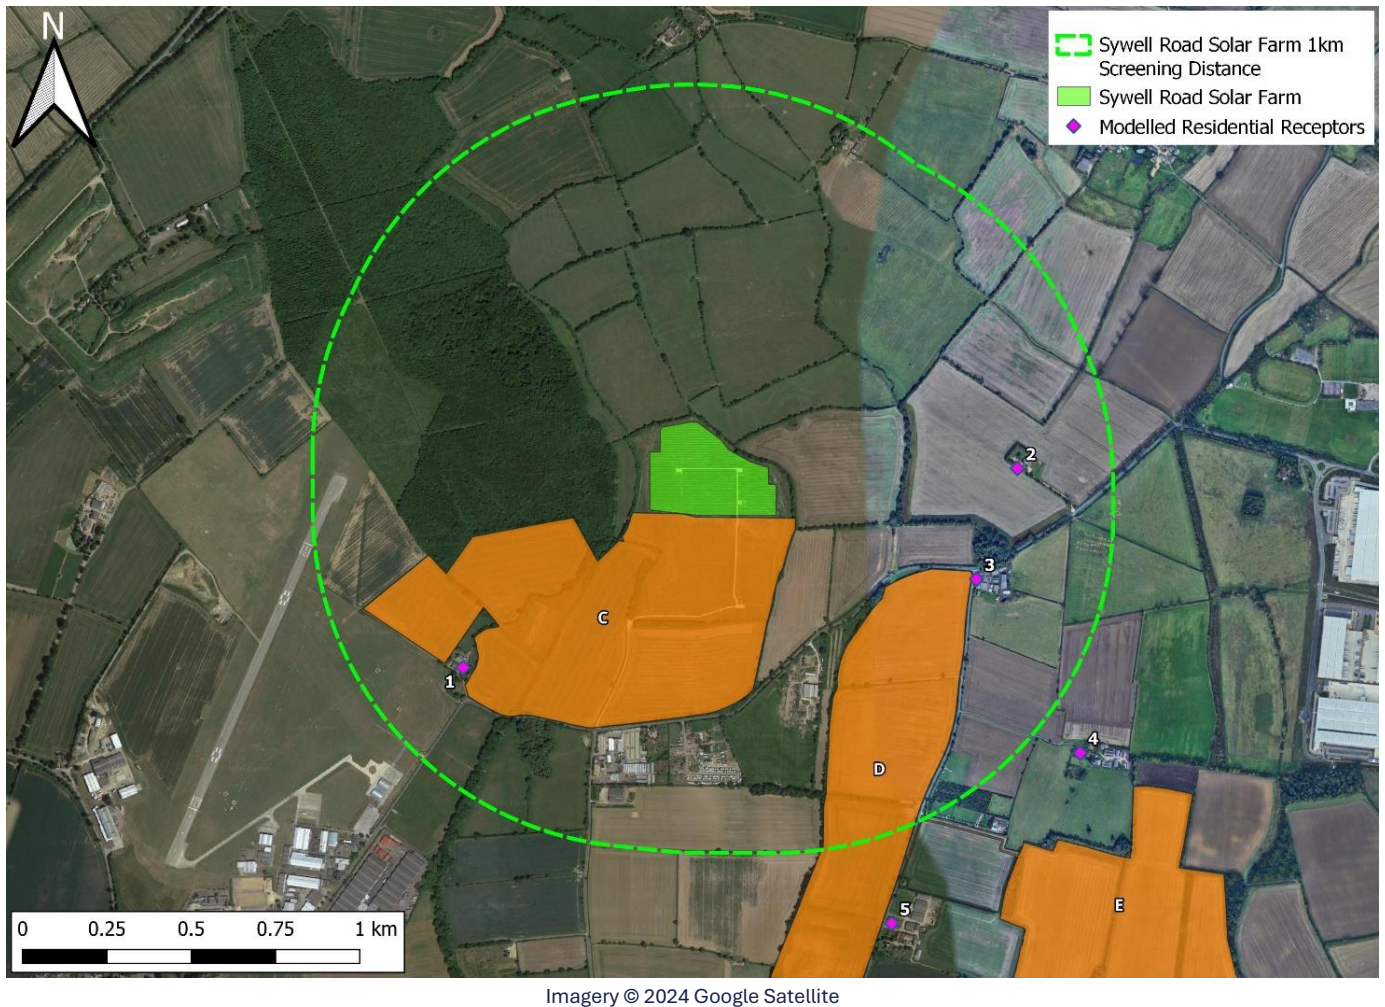 N
Sywell Road Solar Farm 1km
Screening Distance
Sywell Road Solar Farm
Modelled Residential Receptors
2
3
C
1
4
D
E
5
0 0.25 0.5 0.75 1 km
Imagery © 2024 Google Satellite